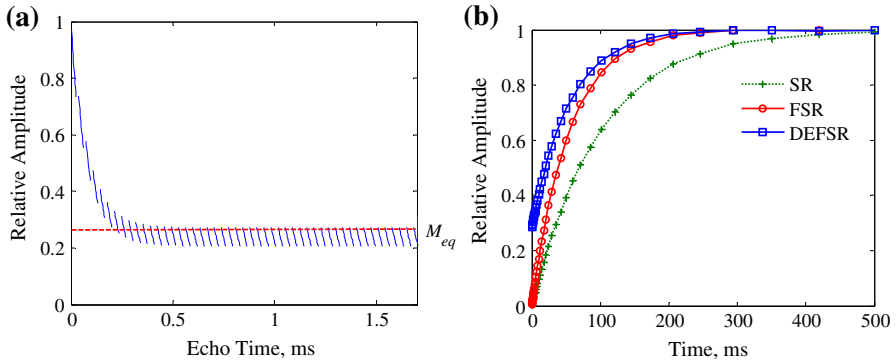 (a)
1
0.8
0.6
0.4
0.2
0
Relative Amplitude
M_eq
0
0.5
1
1.5
Echo Time, ms
(b)
1
0.8
0.6
0.4
0.2
0
Relative Amplitude
SR
FSR
DEFSR
0
100
200
300
400
500
Time, ms